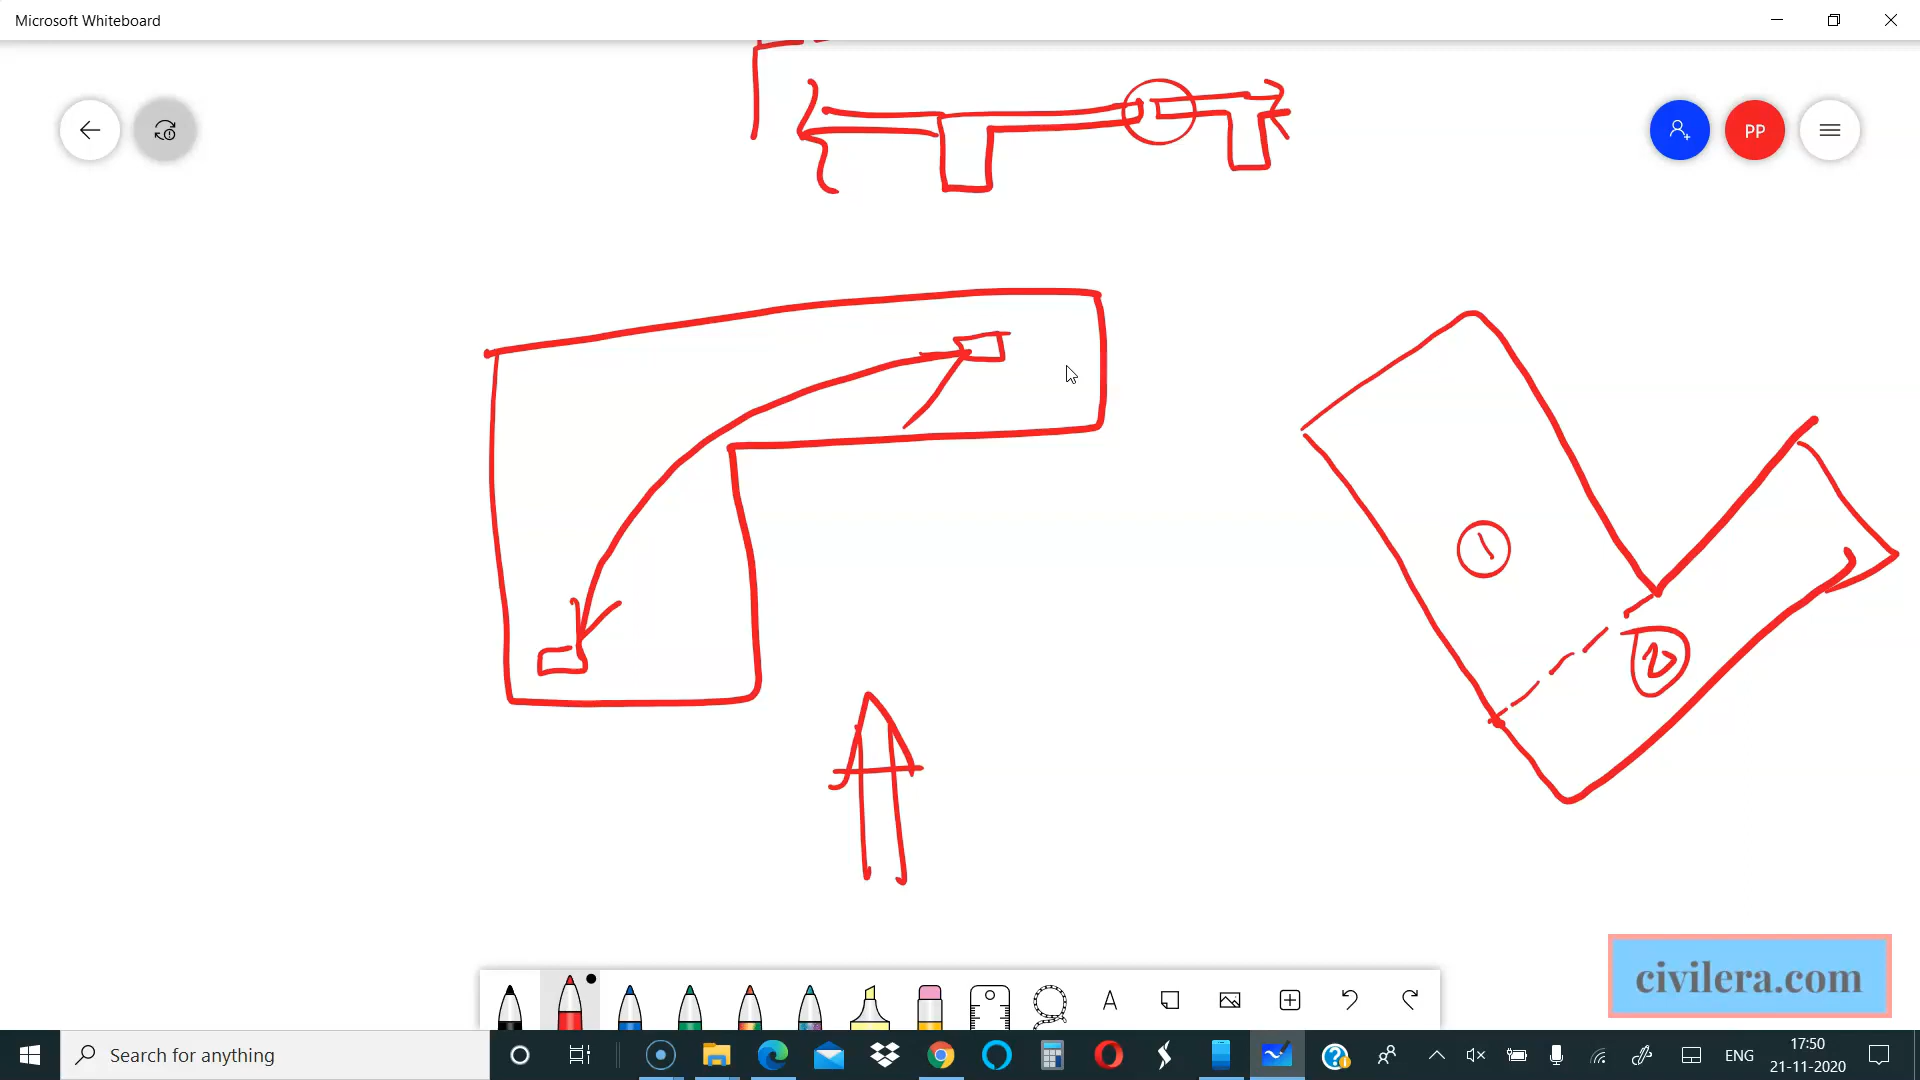 Microsoft Whiteboard
PP
1
2
civilera.com
A
Search for anything
ENG
17:50
21-11-2020